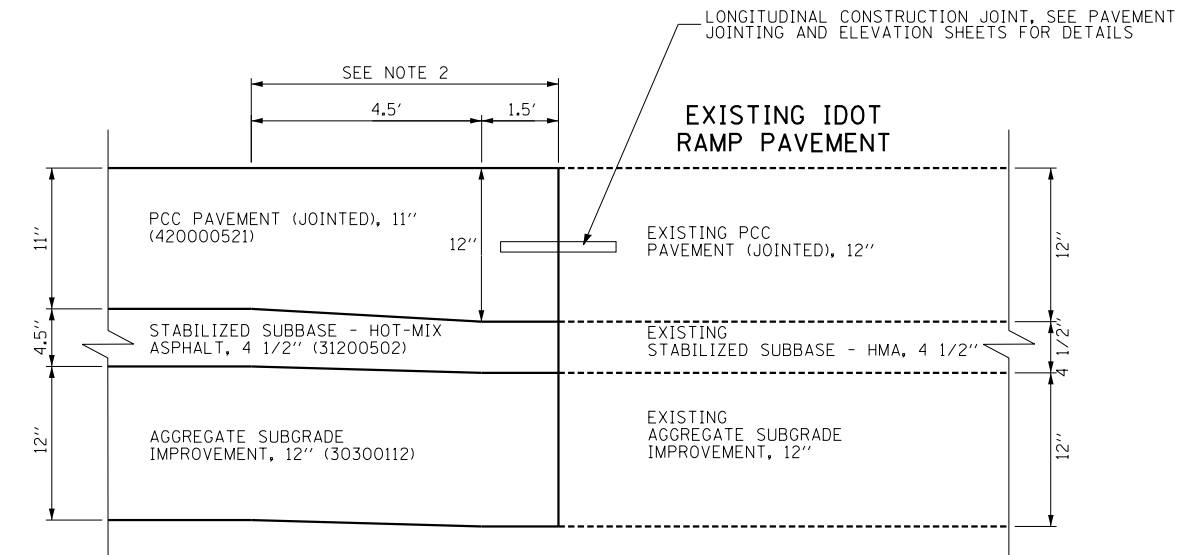 LONGITUDINAL CONSTRUCTION JOINT, SEE PAVEMENT
JOINTING AND ELEVATION SHEETS FOR DETAILS
SEE NOTE 2
4.5'
1.5'
EXISTING IDOT
RAMP PAVEMENT
11''
PCC PAVEMENT (JOINTED), 11''
(420000521)
12''
EXISTING PCC
PAVEMENT (JOINTED), 12''
12''
4.5''
STABILIZED SUBBASE - HOT-MIX
ASPHALT, 4 1/2'' (31200502)
EXISTING
STABILIZED SUBBASE - HMA, 4 1/2''
4 1/2''
12''
AGGREGATE SUBGRADE
IMPROVEMENT, 12'' (30300112)
EXISTING
AGGREGATE SUBGRADE
IMPROVEMENT, 12''
12''